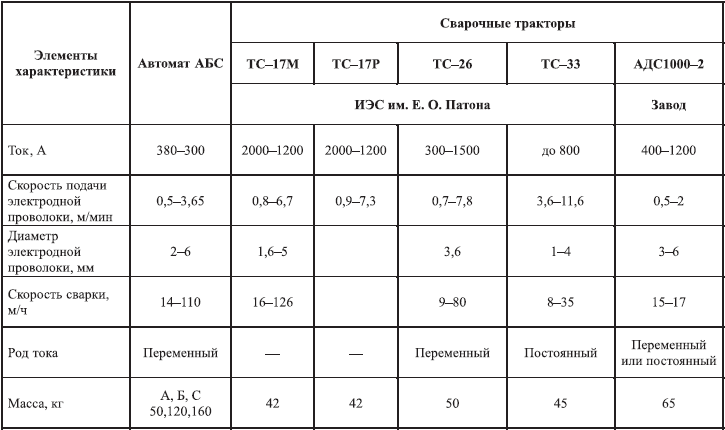 Элементы
характеристики
Автомат АБС
Сварочные тракторы
ТС–17М
ТС–17Р
ТС–26
ТС–33
АДС1000–2
ИЭС им. Е. О. Патона
Завод
Ток, А
380–300
2000–1200
2000–1200
300–1500
до 800
400–1200
Скорость подачи
электродной
проволоки, м/мин
0,5–3,65
0,8–6,7
0,9–7,3
0,7–7,8
3,6–11,6
0,5–2
Диаметр
электродной
проволоки, мм
2–6
1,6–5
3,6
1–4
3–6
Скорость сварки,
м/ч
14–110
16–126
9–80
8–35
15–17
Род тока
Переменный
—
—
Переменный
Постоянный
Переменный
или постоянный
Масса, кг
А, Б, С
50,120,160
42
42
50
45
65